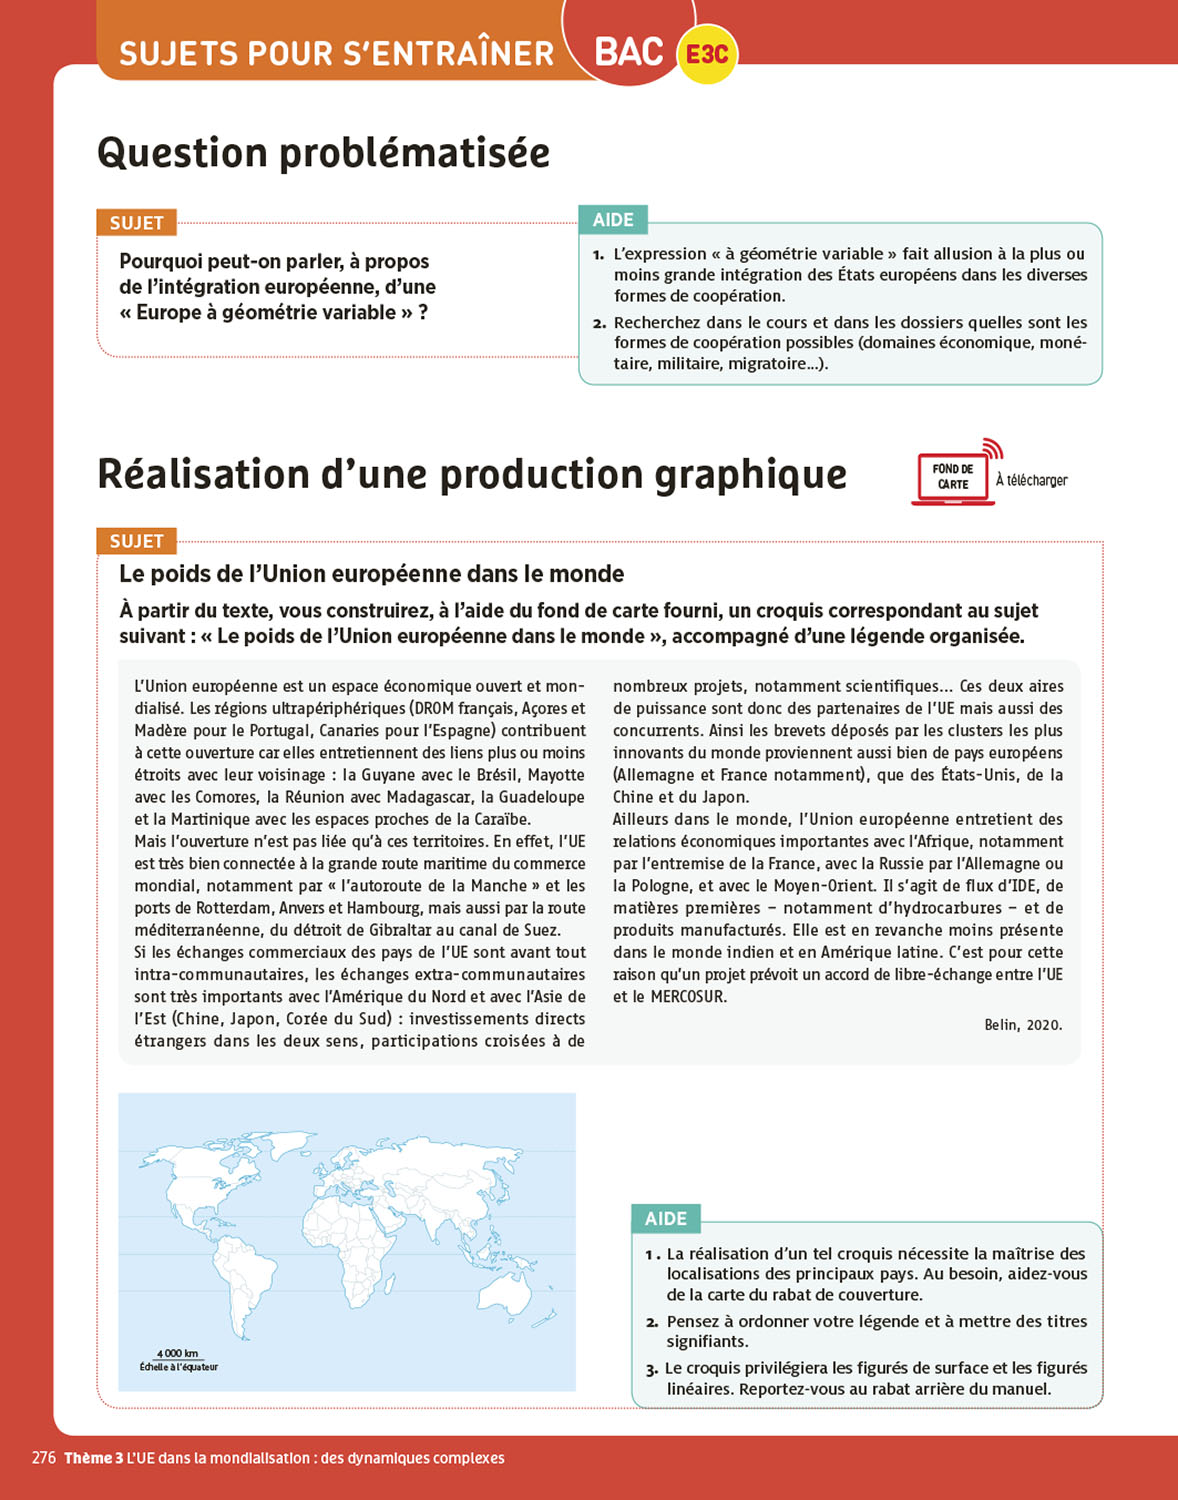 SUJETS POUR S’ENTRAÎNER BAC E3C
Question problématisée
SUJET
Pourquoi peut-on parler, à propos
de l’intégration européenne, d’une
« Europe à géométrie variable » ?
AIDE
1. L’expression « à géométrie variable » fait allusion à la plus ou
moins grande intégration des États européens dans les diverses
formes de coopération.
2. Recherchez dans le cours et dans les dossiers quelles sont les
formes de coopération possibles (domaines économique, moné-
taire, militaire, migratoire...).
Réalisation d’une production graphique
FOND DE
CARTE
À télécharger
SUJET
Le poids de l’Union européenne dans le monde
À partir du texte, vous construirez, à l’aide du fond de carte fourni, un croquis correspondant au sujet
suivant : « Le poids de l’Union européenne dans le monde », accompagné d’une légende organisée.
L’Union européenne est un espace économique ouvert et mon-
dialisé. Les régions ultrapériphériques (DROM français, Açores et
Madère pour le Portugal, Canaries pour l’Espagne) contribuent
à cette ouverture car elles entretiennent des liens plus ou moins
étroits avec leur voisinage : la Guyane avec le Brésil, Mayotte
avec les Comores, la Réunion avec Madagascar, la Guadeloupe
et la Martinique avec les espaces proches de la Caraïbe.
Mais l’ouverture n’est pas liée qu’à ces territoires. En effet, l’UE
est très bien connectée à la grande route maritime du commerce
mondial, notamment par « l’autoroute de la Manche » et les
ports de Rotterdam, Anvers et Hambourg, mais aussi par la route
méditerranéenne, du détroit de Gibraltar au canal de Suez.
Si les échanges commerciaux des pays de l’UE sont avant tout
intra-communautaires, les échanges extra-communautaires
sont très importants avec l’Amérique du Nord et avec l’Asie de
l’Est (Chine, Japon, Corée du Sud) : investissements directs
étrangers dans les deux sens, participations croisées à de
nombreux projets, notamment scientifiques... Ces deux aires
de puissance sont donc des partenaires de l’UE mais aussi des
concurrents. Ainsi les brevets déposés par les clusters les plus
innovants du monde proviennent aussi bien de pays européens
(Allemagne et France notamment), que des États-Unis, de la
Chine et du Japon.
Ailleurs dans le monde, l’Union européenne entretient des
relations économiques importantes avec l’Afrique, notamment
par l’entremise de la France, avec la Russie par l’Allemagne ou
la Pologne, et avec le Moyen-Orient. Il s’agit de flux d’IDE, de
matières premières – notamment d’hydrocarbures – et de
produits manufacturés. Elle est en revanche moins présente
dans le monde indien et en Amérique latine. C’est pour cette
raison qu’un projet prévoit un accord de libre-échange entre l’UE
et le MERCOSUR.
Belin, 2020.
4 000 km
Échelle à l’équateur
AIDE
1. La réalisation d’un tel croquis nécessite la maîtrise des
localisations des principaux pays. Au besoin, aidez-vous
de la carte du rabat de couverture.
2. Pensez à ordonner votre légende et à mettre des titres
signifiants.
3. Le croquis privilégiera les figurés de surface et les figurés
linéaires. Reportez-vous au rabat arrière du manuel.
276 Thème 3 L’UE dans la mondialisation : des dynamiques complexes